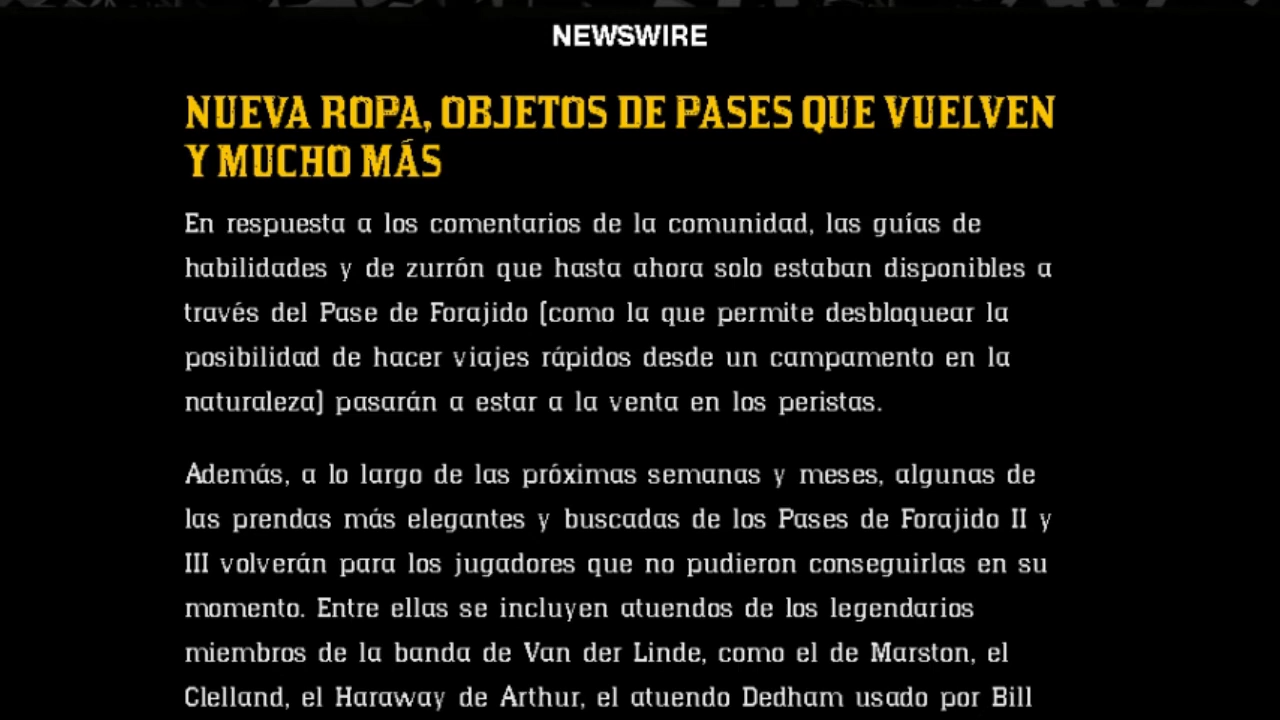 NEWSWIRE
NUEVA ROPA, OBJETOS DE PASES QUE VUELVEN
Y MUCHO MÁS
En respuesta a los comentarios de la comunidad, las guías de
habilidades y de zurrón que hasta ahora solo estaban disponibles a
través del Pase de Forajido (como la que permite desbloquear la
posibilidad de hacer viajes rápidos desde un campamento en la
naturaleza) pasarán a estar a la venta en los peristas.
Además, a lo largo de las próximas semanas y meses, algunas de
las prendas más elegantes y buscadas de los Pases de Forajido II y
III volverán para los jugadores que no pudieron conseguirlas en su
momento. Entre ellas se incluyen atuendos de los legendarios
miembros de la banda de Van der Linde, como el de Marston, el
Clelland, el Haraway de Arthur, el atuendo Dedham usado por Bill